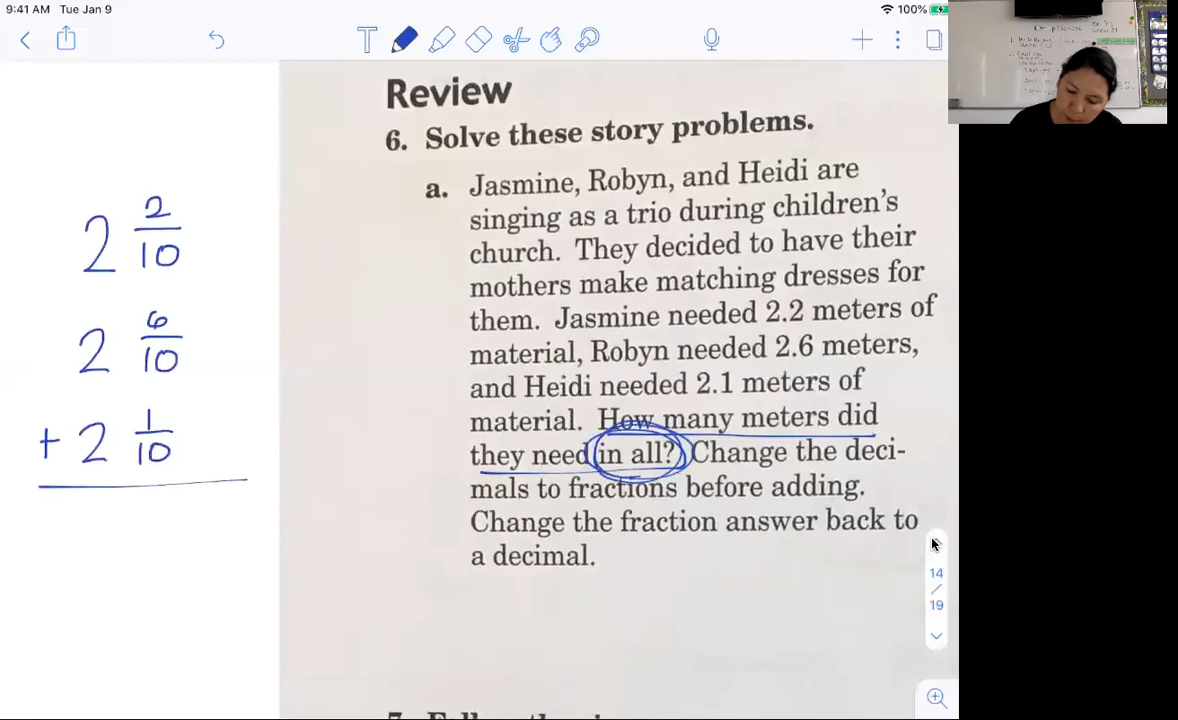 9:41 AM Tue Jan 9
100%
T
Review
6. Solve these story problems.
a. Jasmine, Robyn, and Heidi are
singing as a trio during children's
church. They decided to have their
mothers make matching dresses for
them. Jasmine needed 2.2 meters of
material, Robyn needed 2.6 meters,
and Heidi needed 2.1 meters of
material. How many meters did
they need in all? Change the deci-
mals to fractions before adding.
Change the fraction answer back to
a decimal.
2 2/10
2 6/10
+ 2 1/10
14
/
19